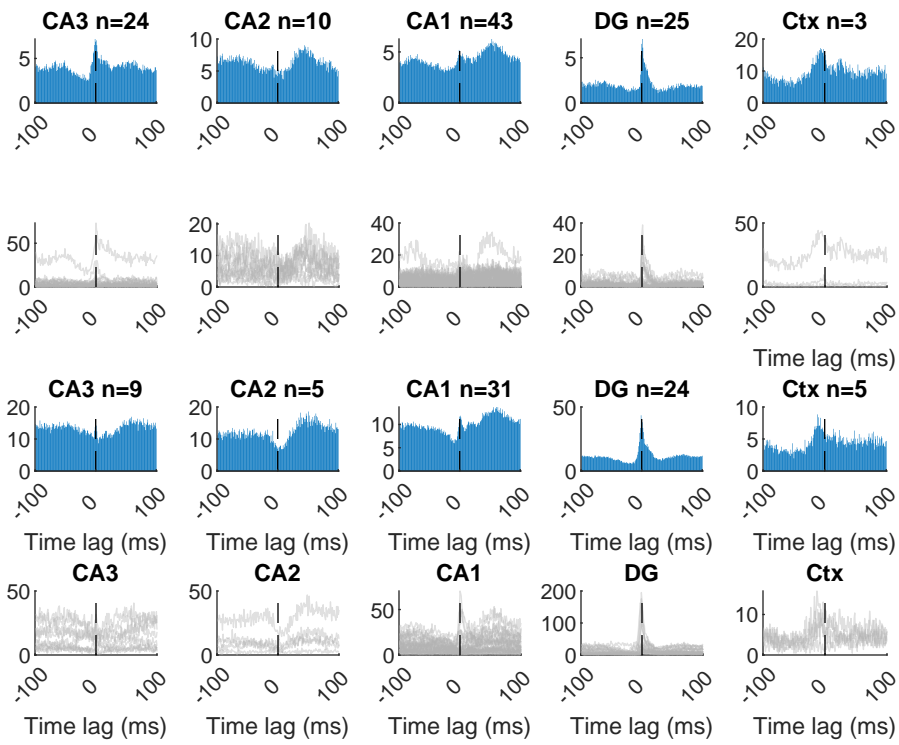 CA3 n=24 CA2 n=10 CA1 n=43 DG n=25 Ctx n=3
5 0 10 5 0 5 0 5 0 20 10 0
-100 0 100 -100 0 100 -100 0 100 -100 0 100 -100 0 100
50 0 20 10 0 40 20 0 40 20 0 40 20 0
-100 0 100 -100 0 100 -100 0 100 -100 0 100 -100 0 100
Time lag (ms)
CA3 n=9 CA2 n=5 CA1 n=31 DG n=24 Ctx n=5
20 10 0 20 10 0 10 5 0 50 0 10 5 0
-100 0 100 -100 0 100 -100 0 100 -100 0 100 -100 0 100
Time lag (ms) Time lag (ms) Time lag (ms) Time lag (ms) Time lag (ms)
CA3 CA2 CA1 DG Ctx
50 0 50 0 50 0 200 100 0 10 0
-100 0 100 -100 0 100 -100 0 100 -100 0 100 -100 0 100
Time lag (ms) Time lag (ms) Time lag (ms) Time lag (ms) Time lag (ms)